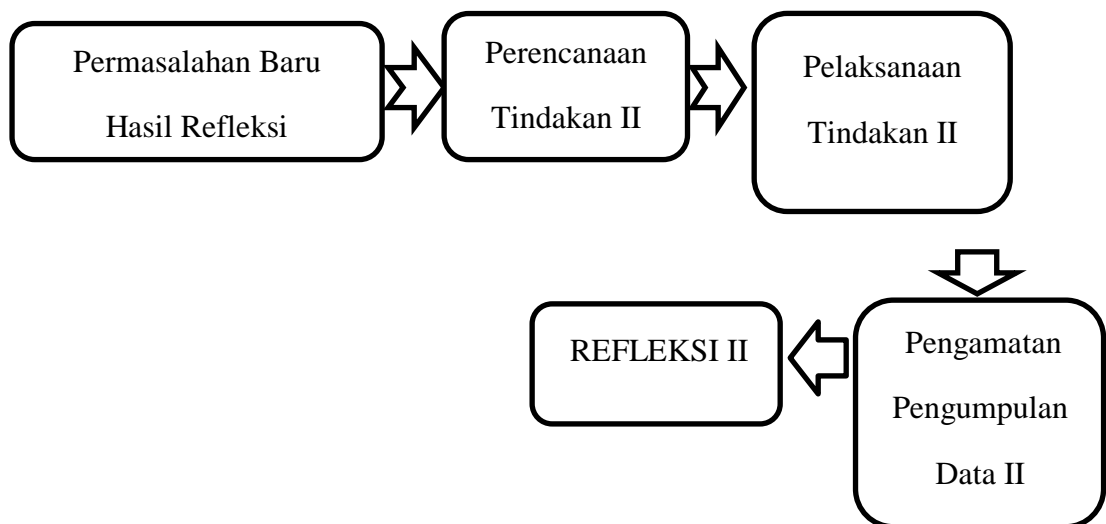 Permasalahan Baru
Hasil Refleksi
Perencanaan
Tindakan II
Pelaksanaan
Tindakan II
Pengamatan
Pengumpulan
Data II
REFLEKSI II